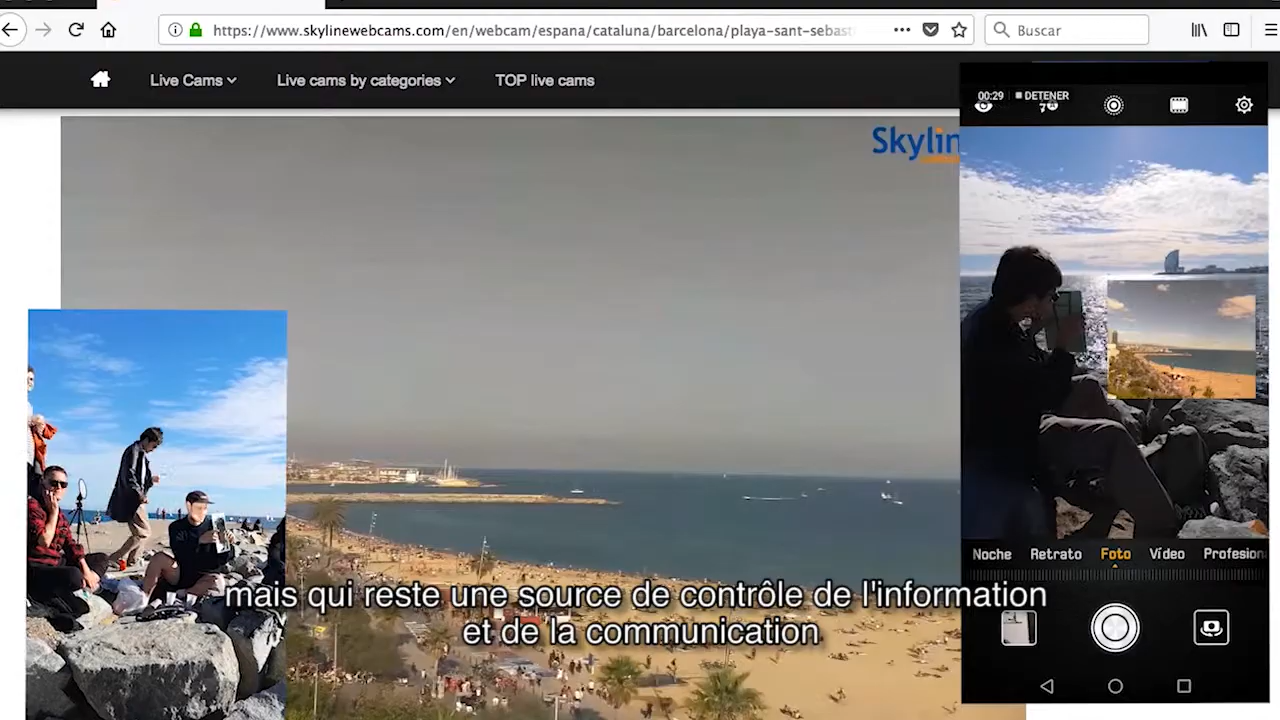 https://www.skylinewebcams.com/en/webcam/espana/cataluna/barcelona/playa-sant-sebast
Buscar
Live Cams
Live cams by categories
TOP live cams
Skylin
00:29 DETENER
Noche Retrato Foto Vídeo Profesion
mais qui reste une source de contrôle de l'information
et de la communication